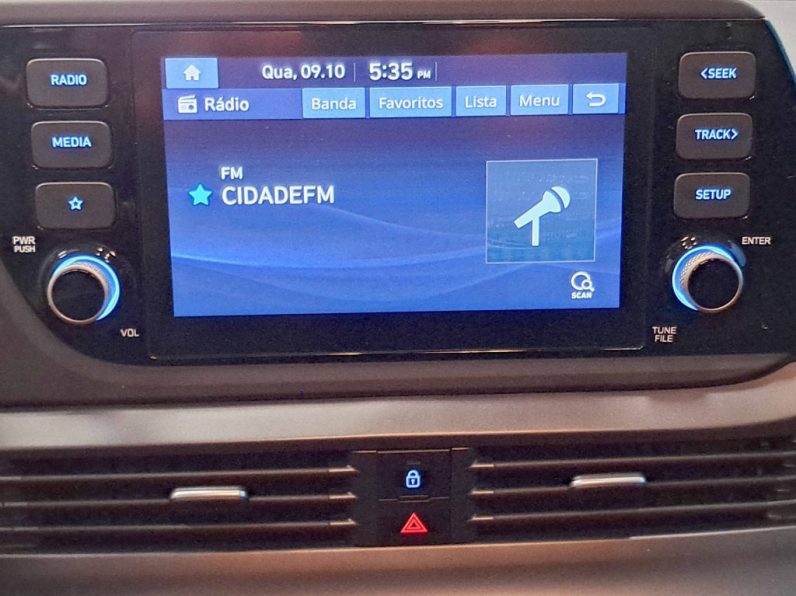 RADIO
MEDIA
PWR
PUSH
VOL
Qua, 09.10 5:35 PM
Rádio Banda Favoritos Lista Menu
FM
CIDADEFM
SCAN
<SEEK
TRACK>
SETUP
ENTER
TUNE
FILE